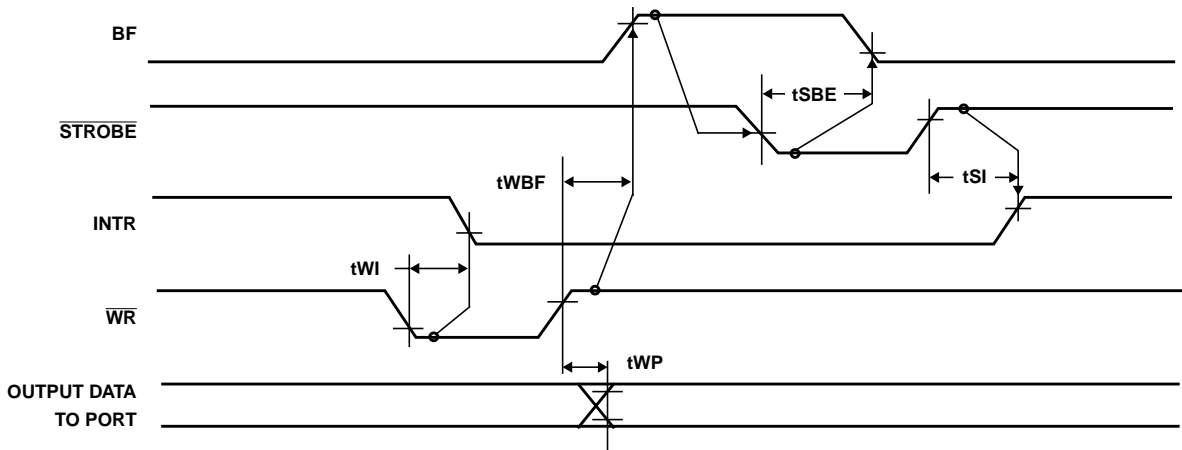 BF
tSBE
STROBE
tWBF
tSI
INTR
tWI
WR
tWP
OUTPUT DATA
TO PORT